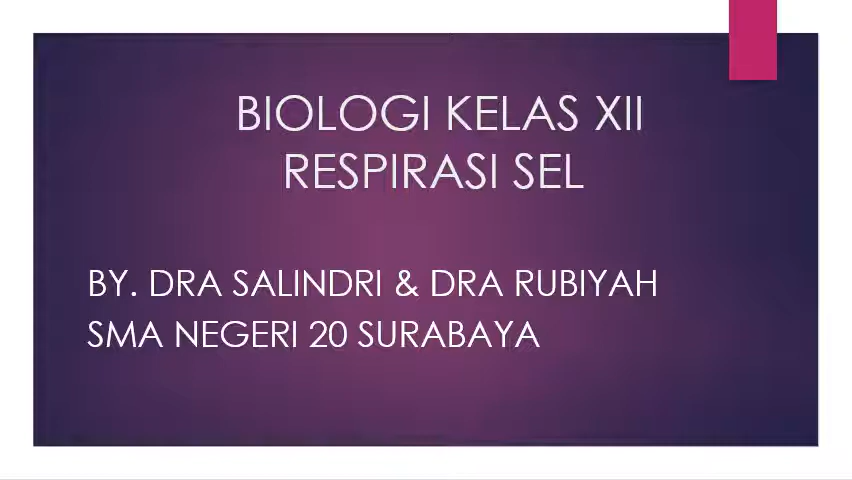 BIOLOGI KELAS XII
RESPIRASI SEL
BY. DRA SALINDRI & DRA RUBIYAH
SMA NEGERI 20 SURABAYA